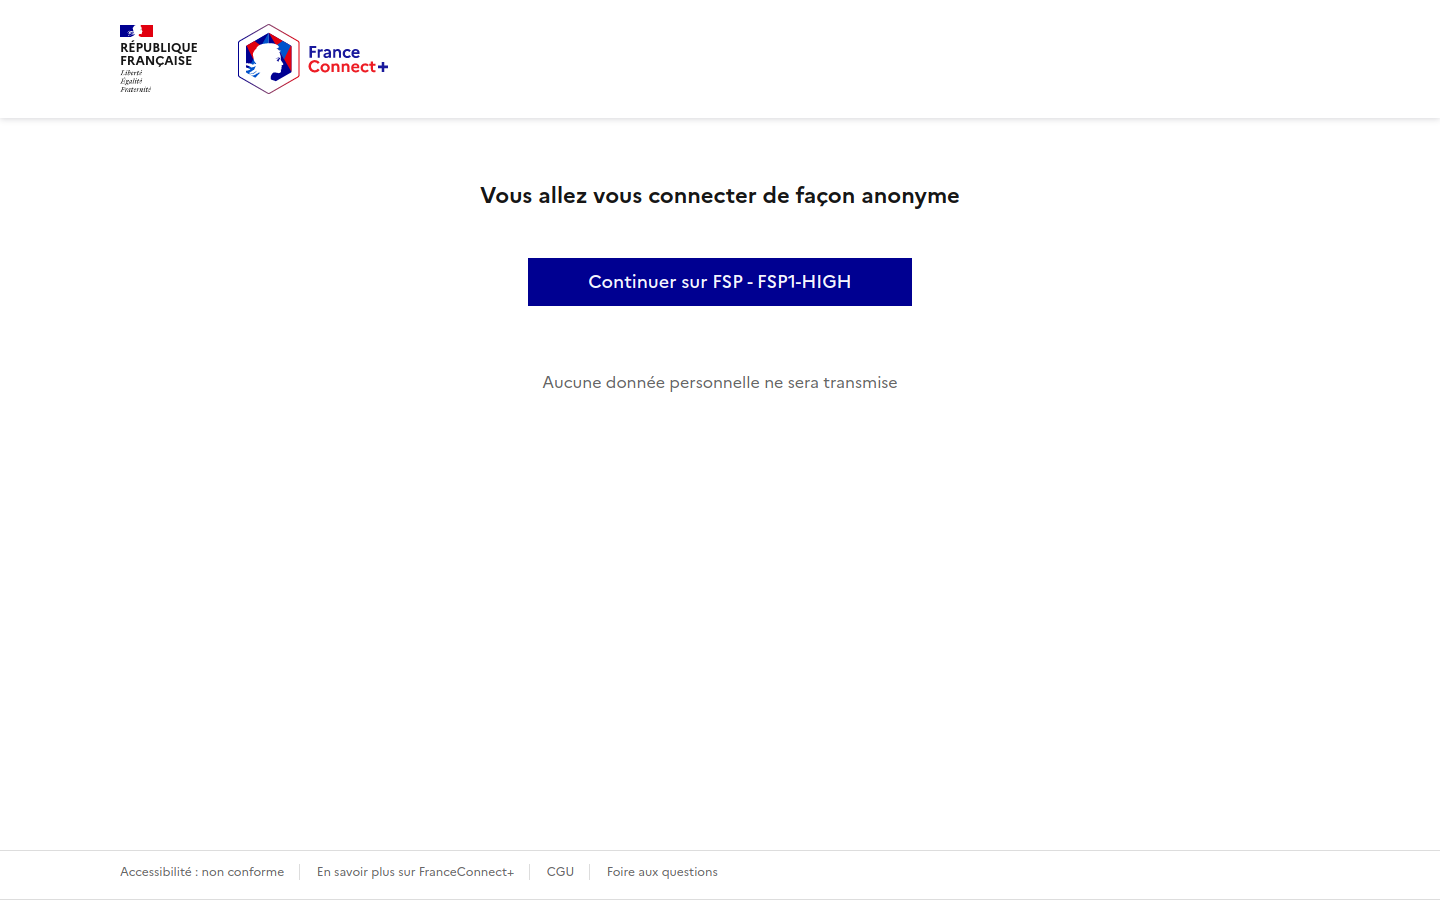 RÉPUBLIQUE
FRANÇAISE
Liberté
Égalité
Fraternité
France
Connect+
Vous allez vous connecter de façon anonyme
Continuer sur FSP - FSP1-HIGH
Aucune donnée personnelle ne sera transmise
Accessibilité : non conforme
En savoir plus sur FranceConnect+
CGU
Foire aux questions